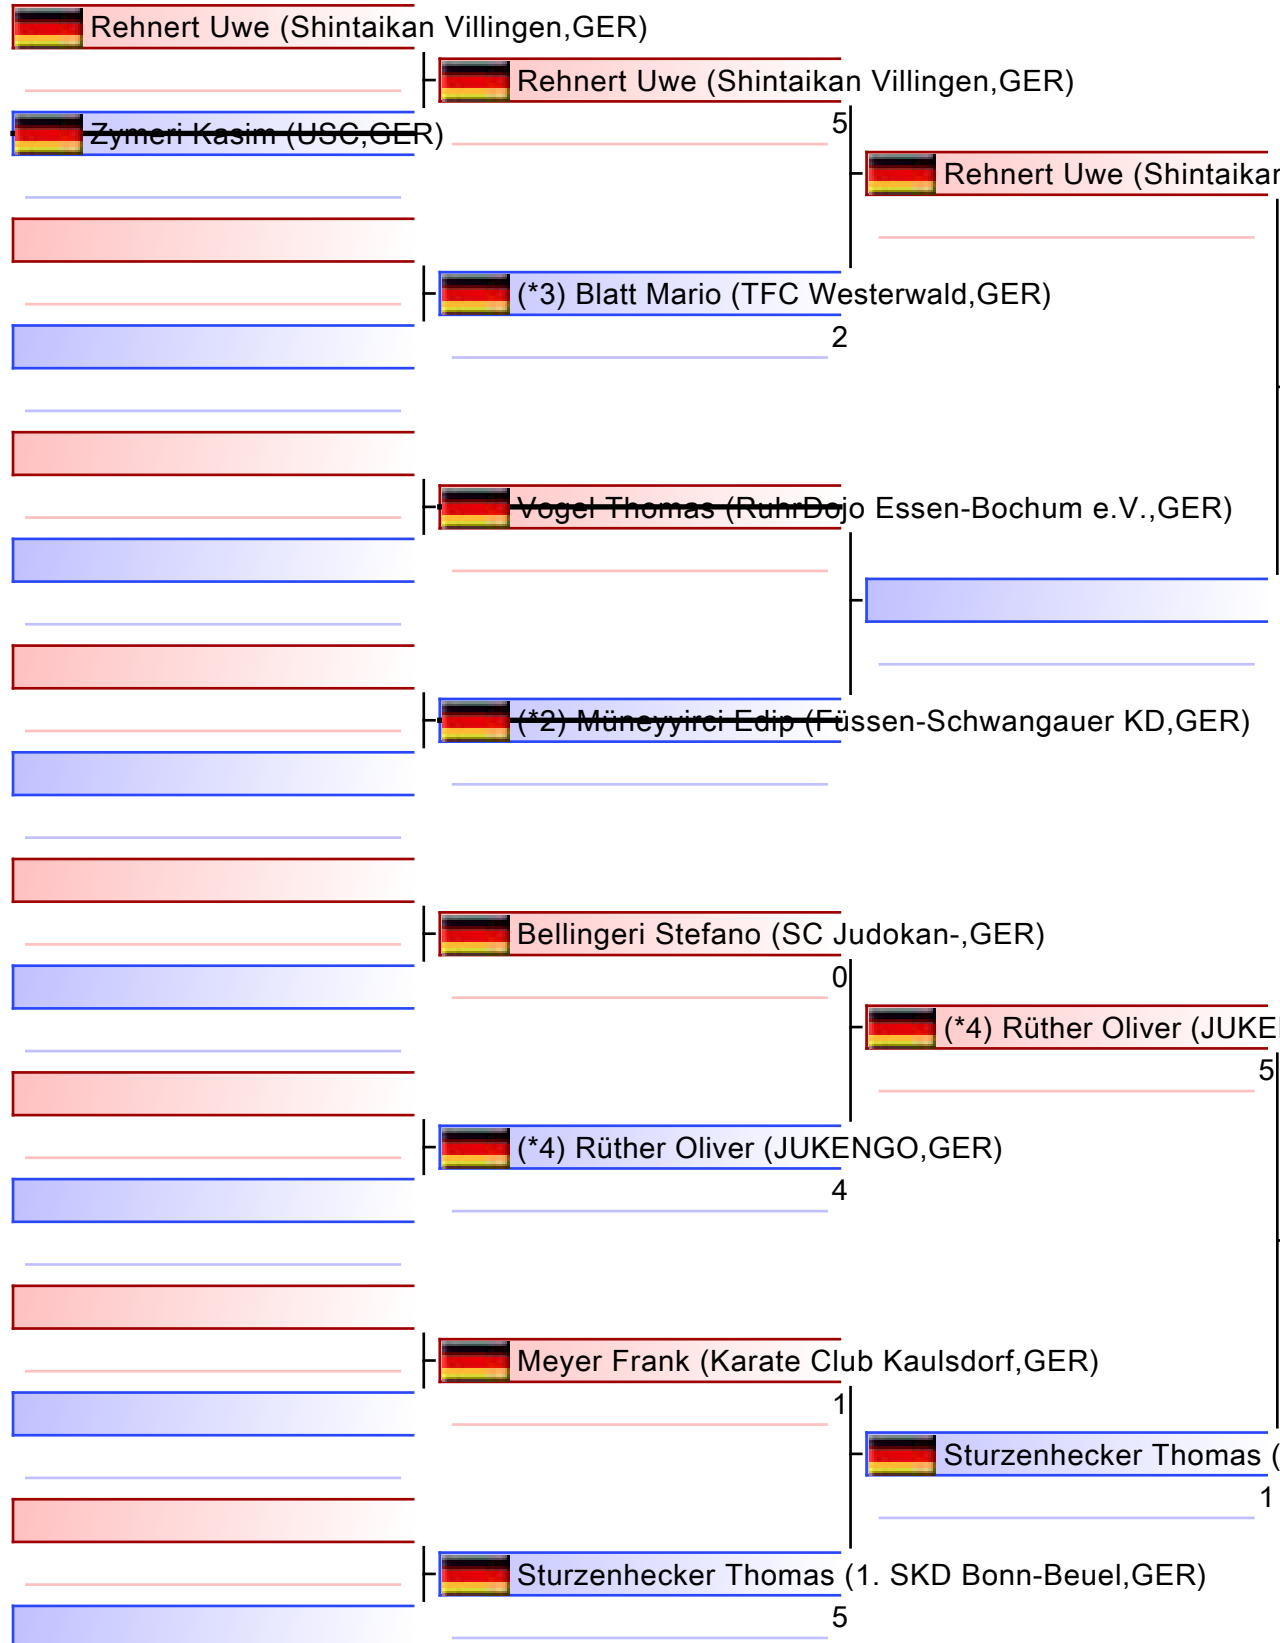 Rehnert Uwe (Shintaikan Villingen,GER)
Rehnert Uwe (Shintaikan Villingen,GER)
5
Zymeri Kasim (USC,GER)
Rehnert Uwe (Shintaikan
(*3) Blatt Mario (TFC Westerwald,GER)
2
Vogel Thomas (RuhrDojo Essen-Bochum e.V.,GER)
(*2) Müneyyirci Edip (Füssen-Schwangauer KD,GER)
Bellingeri Stefano (SC Judokan-,GER)
0
(*4) Rüther Oliver (JUKE
5
(*4) Rüther Oliver (JUKENGO,GER)
4
Meyer Frank (Karate Club Kaulsdorf,GER)
1
Sturzenhecker Thomas (
1
Sturzenhecker Thomas (1. SKD Bonn-Beuel,GER)
5